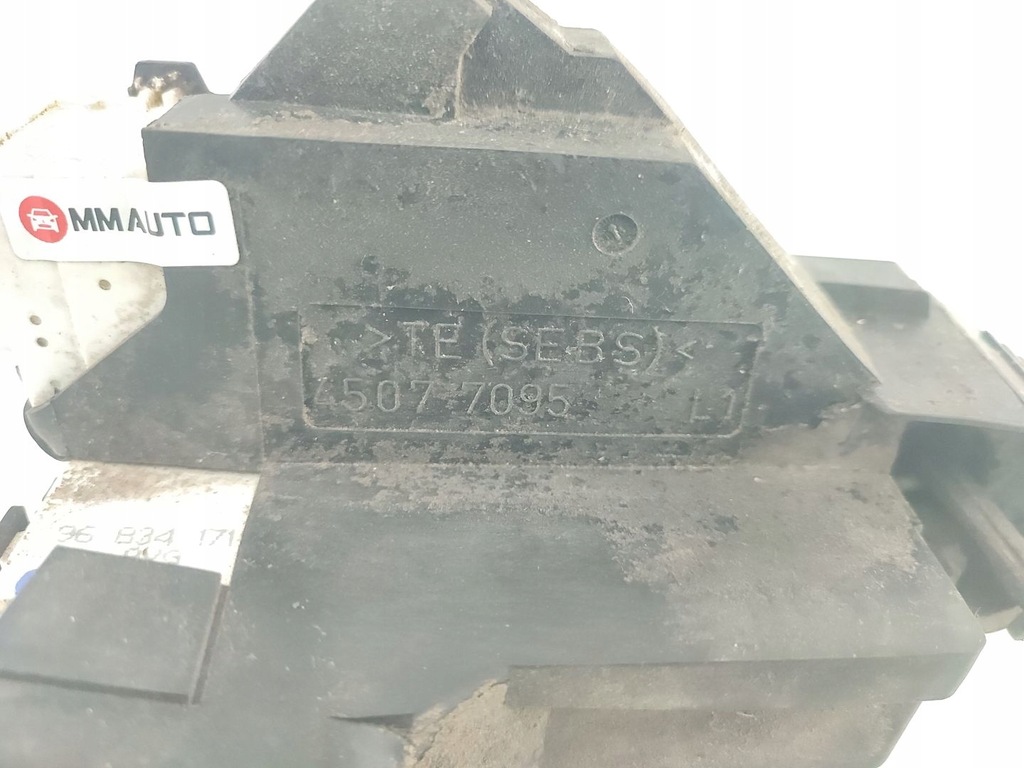 MMAUTO
>TE(SEBS)<
4507 7095 L1
96 834 171